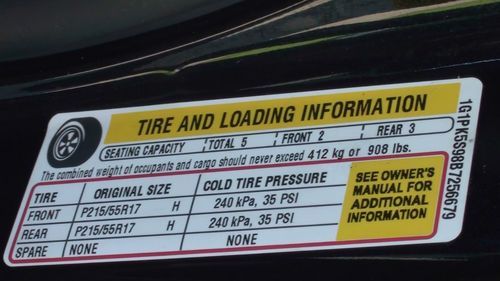 TIRE AND LOADING INFORMATION
SEATING CAPACITY TOTAL 5 FRONT 2 REAR 3
The combined weight of occupants and cargo should never exceed 412 kg or 908 lbs.
TIRE ORIGINAL SIZE COLD TIRE PRESSURE
FRONT P215/55R17 H 240 kPa, 35 PSI
REAR P215/55R17 H 240 kPa, 35 PSI
SPARE NONE NONE
SEE OWNER'S
MANUAL FOR
ADDITIONAL
INFORMATION
1G1PK5S98B7256679